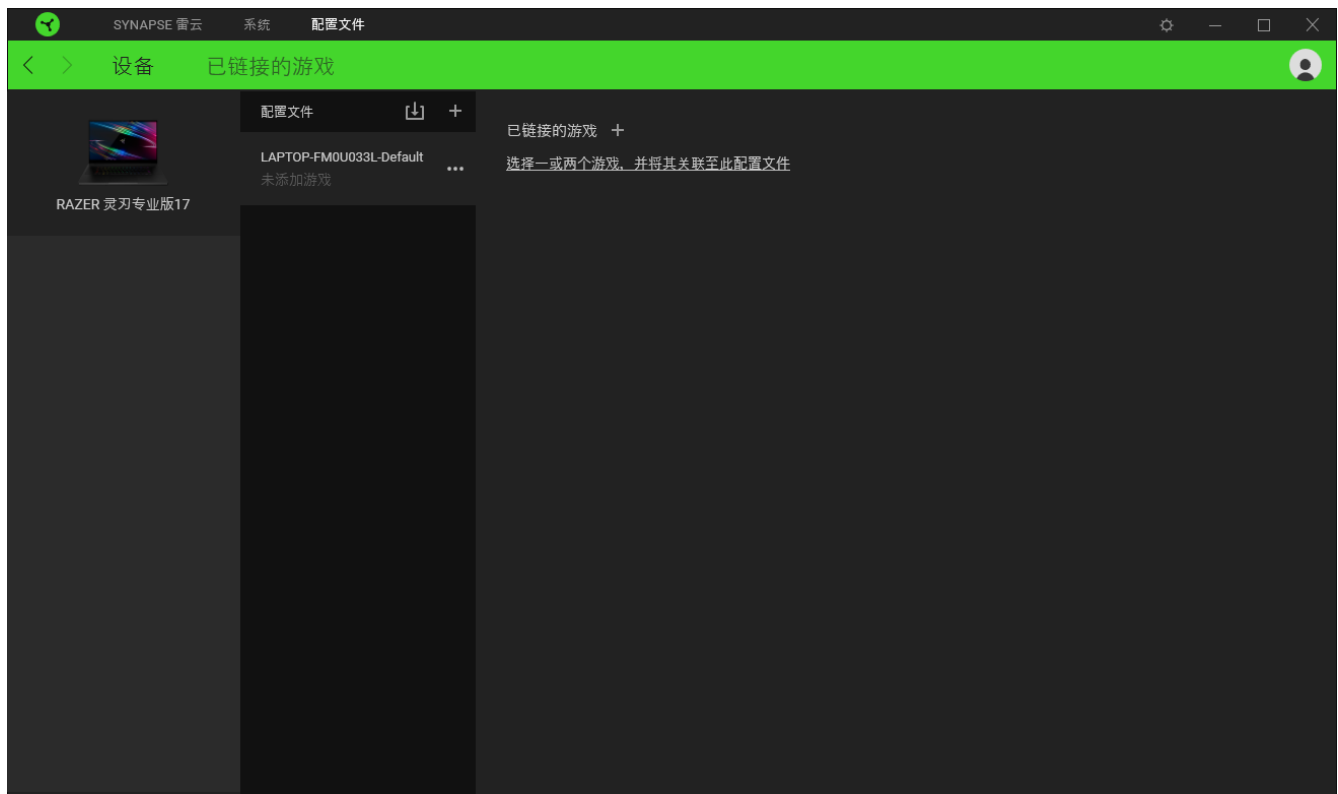 SYNAPSE 雷云 系统 配置文件
设备 已链接的游戏
配置文件
LAPTOP-FM0U033L-Default
未添加游戏
RAZER 灵刃专业版17
已链接的游戏
选择一或两个游戏，并将其关联至此配置文件